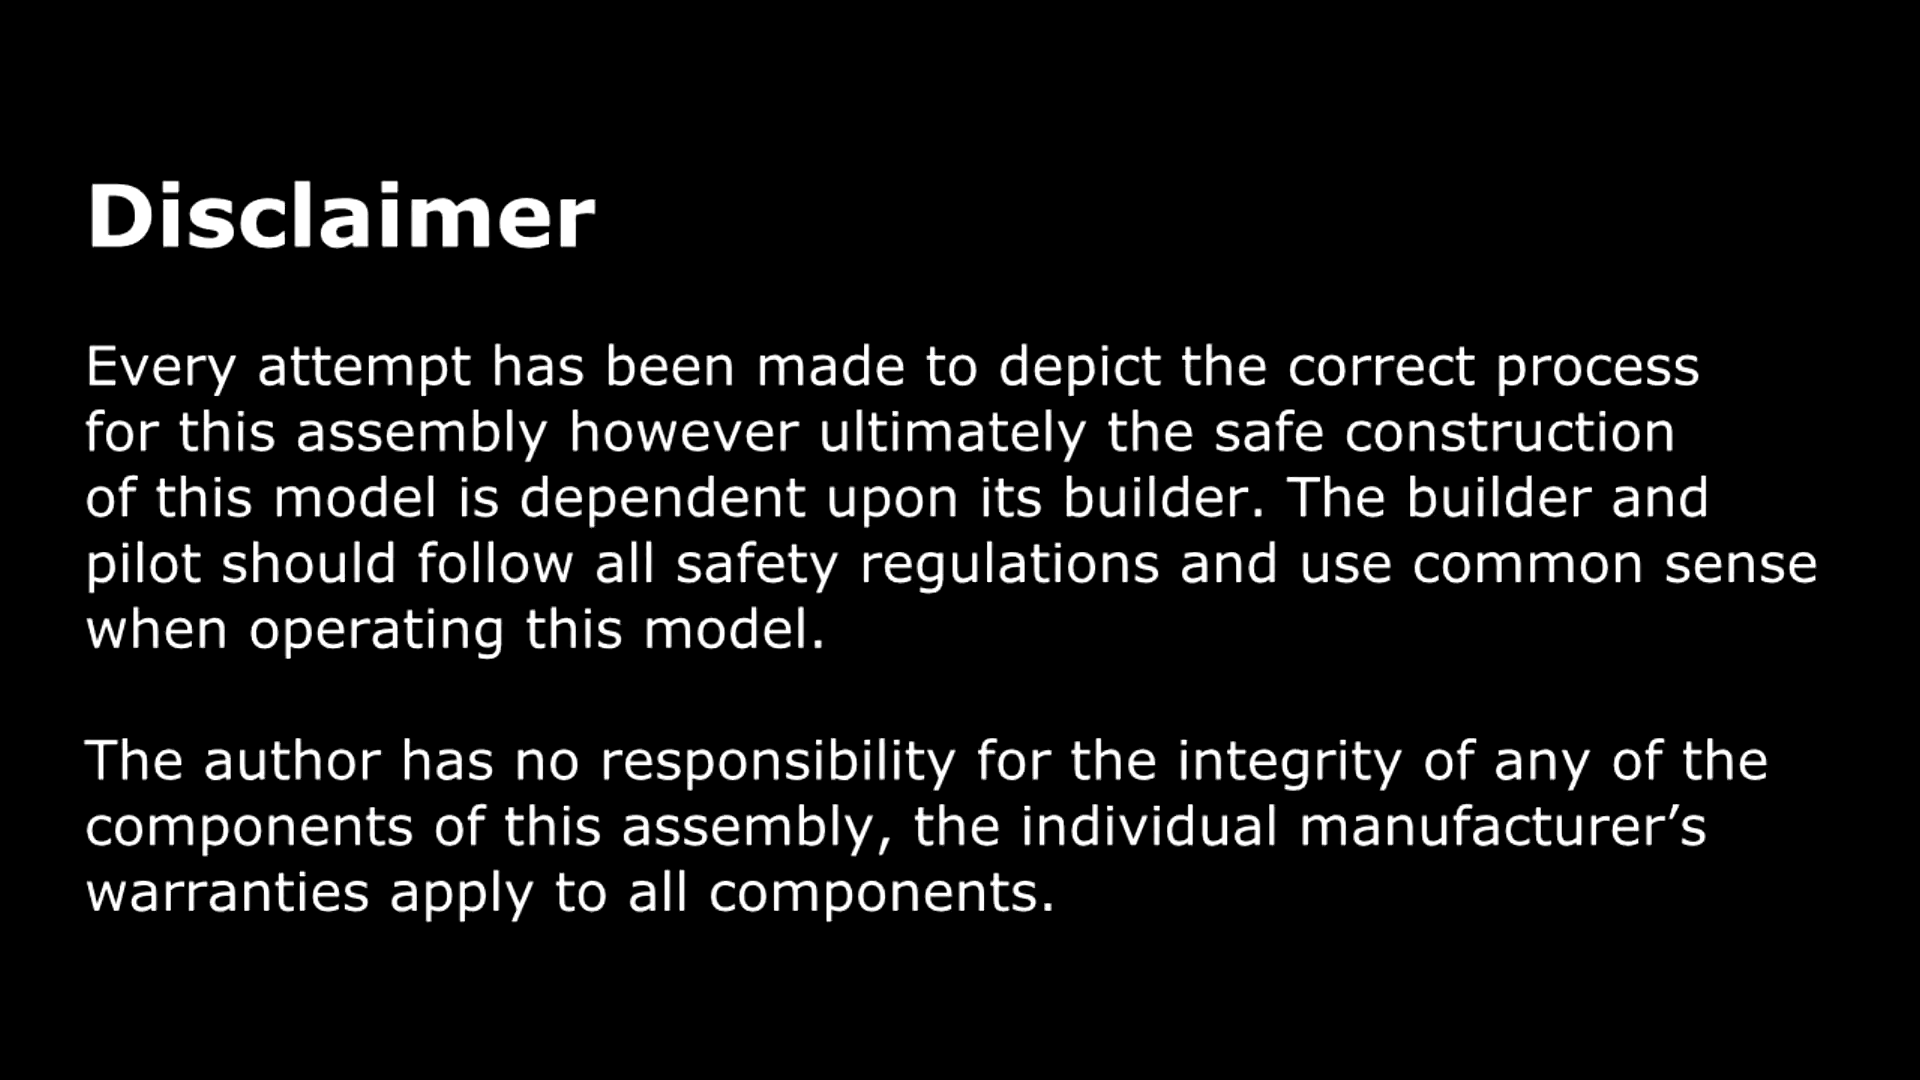 Disclaimer
Every attempt has been made to depict the correct process
for this assembly however ultimately the safe construction
of this model is dependent upon its builder. The builder and
pilot should follow all safety regulations and use common sense
when operating this model.
The author has no responsibility for the integrity of any of the
components of this assembly, the individual manufacturer’s
warranties apply to all components.